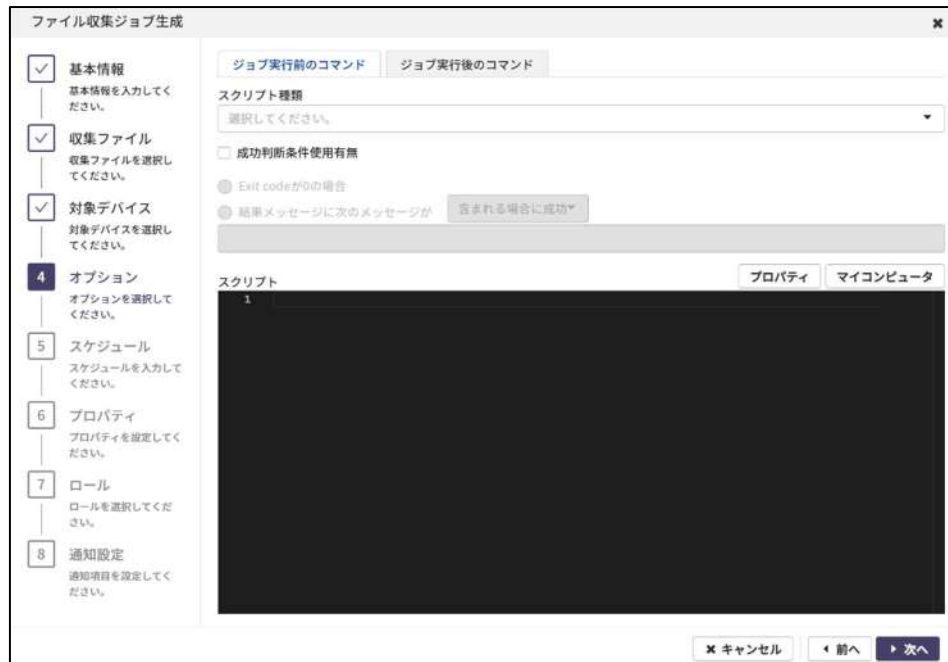 ファイル収集ジョブ生成
基本情報
基本情報を入力してく
ださい。
収集ファイル
収集ファイルを選択し
てください。
対象デバイス
対象デバイスを選択し
てください。
4 オプション
オプションを選択して
ください。
5 スケジュール
スケジュールを入力して
ください。
6 プロパティ
プロパティを設定してく
ださい。
7 ロール
ロールを選択してくだ
さい。
8 通知設定
通知項目を設定してく
ださい。
ジョブ実行前のコマンド ジョブ実行後のコマンド
スクリプト種類
選択してください。
成功判断条件使用有無
Exit codeが0の場合
結果メッセージに次のメッセージが 含まれる場合に成功
スクリプト プロパティ マイコンピュータ
1
キャンセル 前へ 次へ